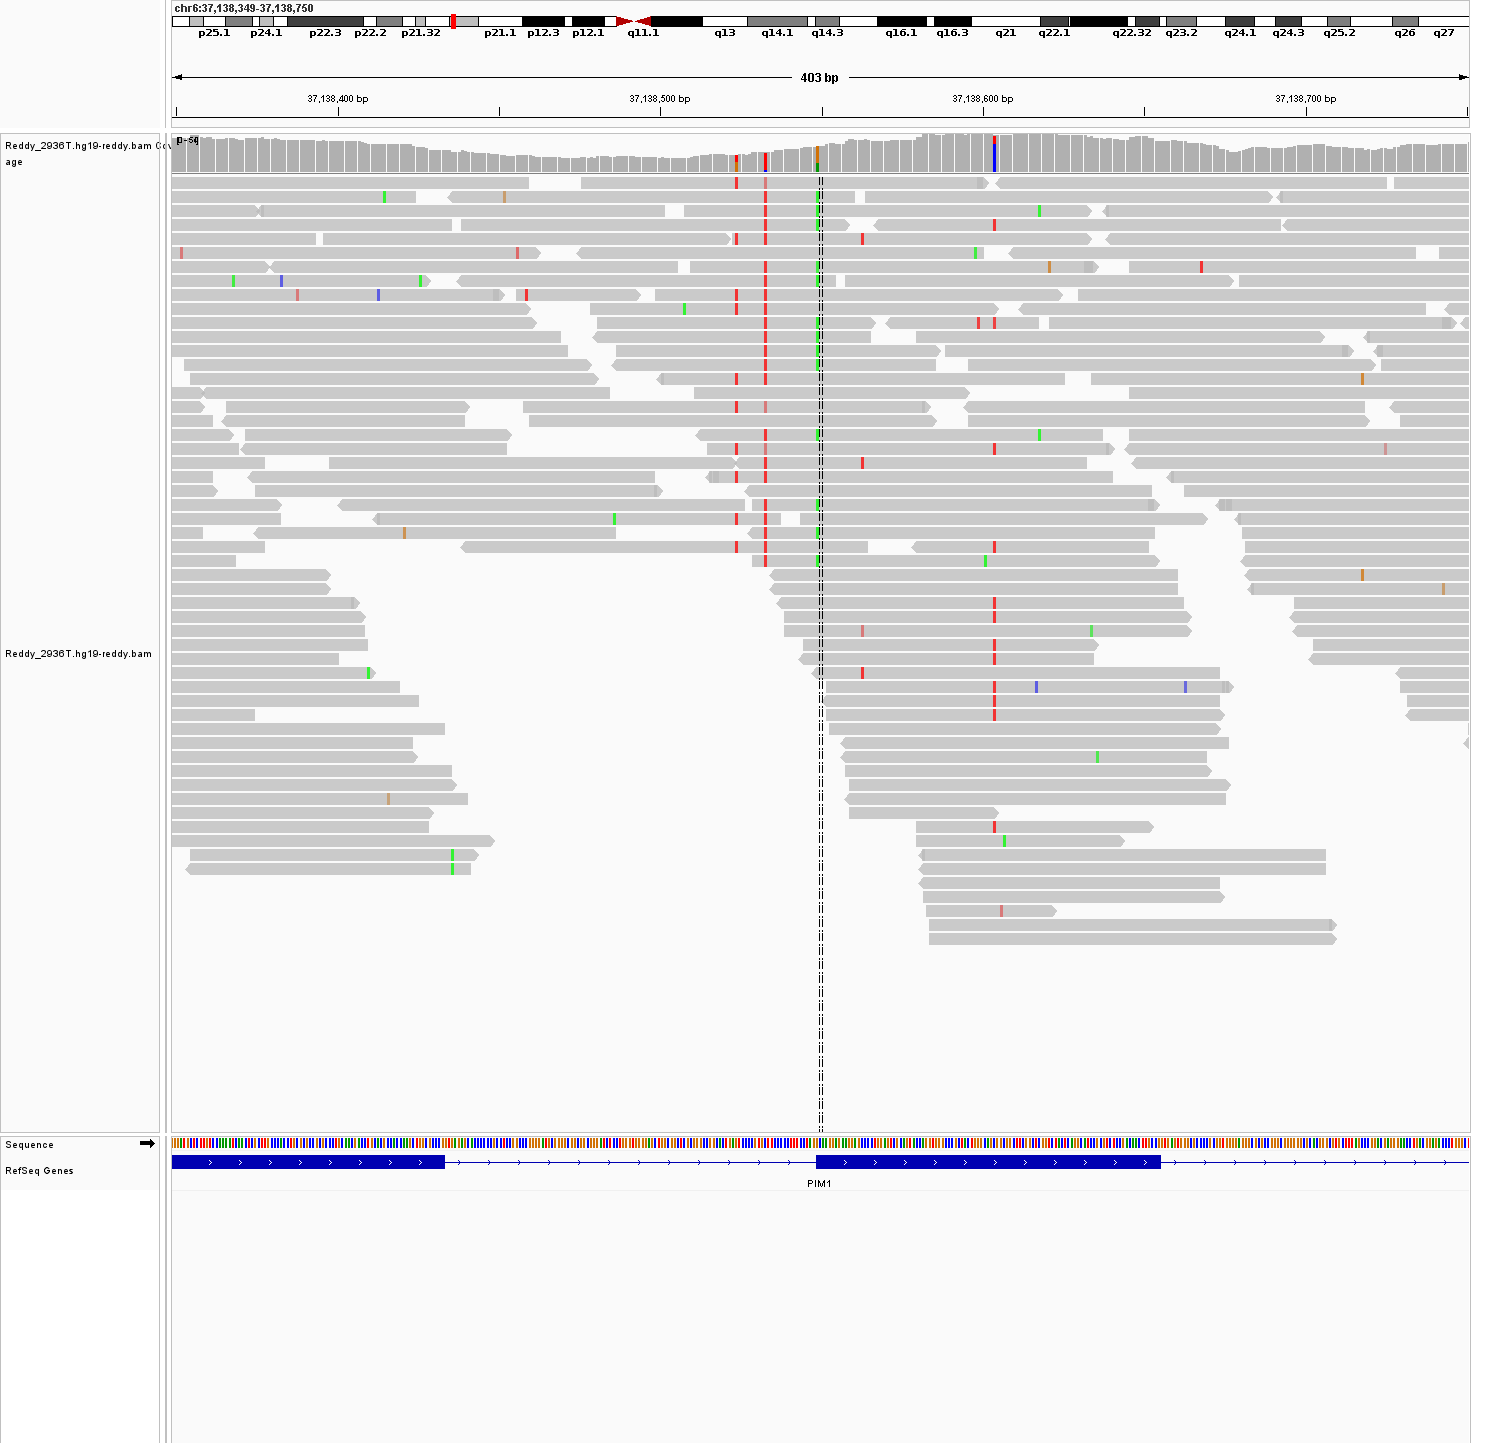 chr6:37,138,349-37,138,750
p25.1 p24.1 p22.3 p22.2 p21.32 p21.1 p12.3 p12.1 q11.1 q13 q14.1 q14.3 q16.1 q16.3 q21 q22.1 q22.32 q23.2 q24.1 q24.3 q25.2 q26 q27
403 bp
37,138,400 bp 37,138,500 bp 37,138,600 bp 37,138,700 bp
Reddy_2936T.hg19-reddy.bam Cov
age
Reddy_2936T.hg19-reddy.bam
Sequence
RefSeq Genes
PIM1